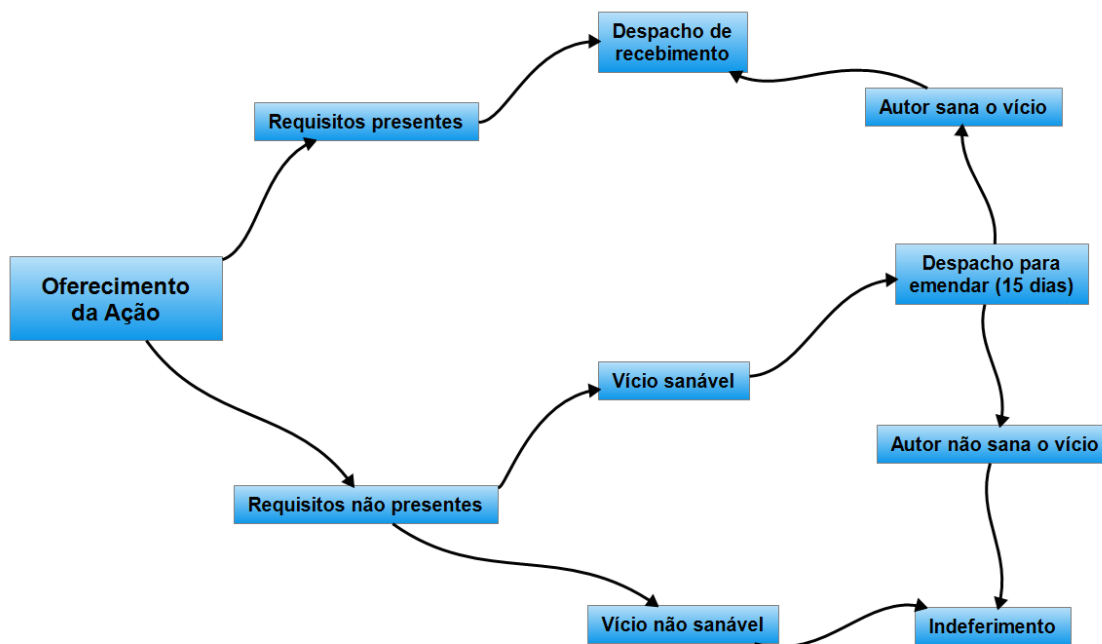 Despacho de
recebimento
Autor sana o vício
Requisitos presentes
Oferecimento
da Ação
Despacho para
emendar (15 dias)
Vício sanável
Autor não sana o vício
Requisitos não presentes
Vício não sanável
Indeferimento